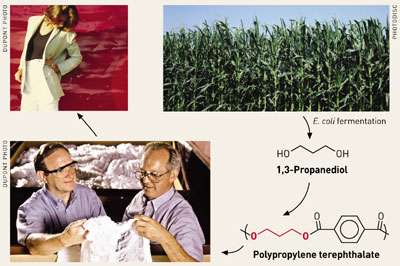 DUPONT PHOTO
PHOTODISC
E. coli fermentation
HO
OH
1,3-Propanediol
DUPONT PHOTO
O
O
O
O
Polypropylene terephthalate